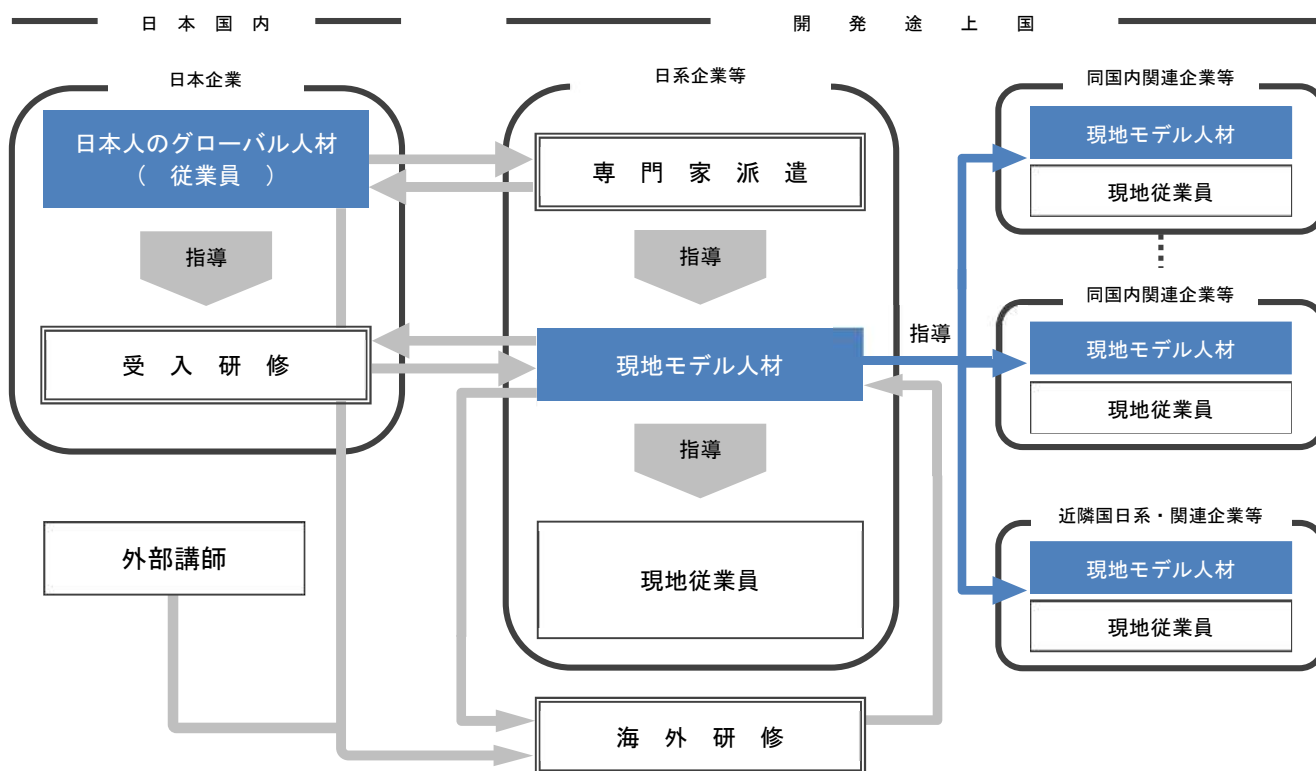 日本国内
開発途上国
日本企業
日本人のグローバル人材
（ 従業員 ）
指導
受入研修
外部講師
日系企業等
専門家派遣
指導
現地モデル人材
指導
現地従業員
海外研修
指導
同国内関連企業等
現地モデル人材
現地従業員
同国内関連企業等
現地モデル人材
現地従業員
近隣国日系・関連企業等
現地モデル人材
現地従業員